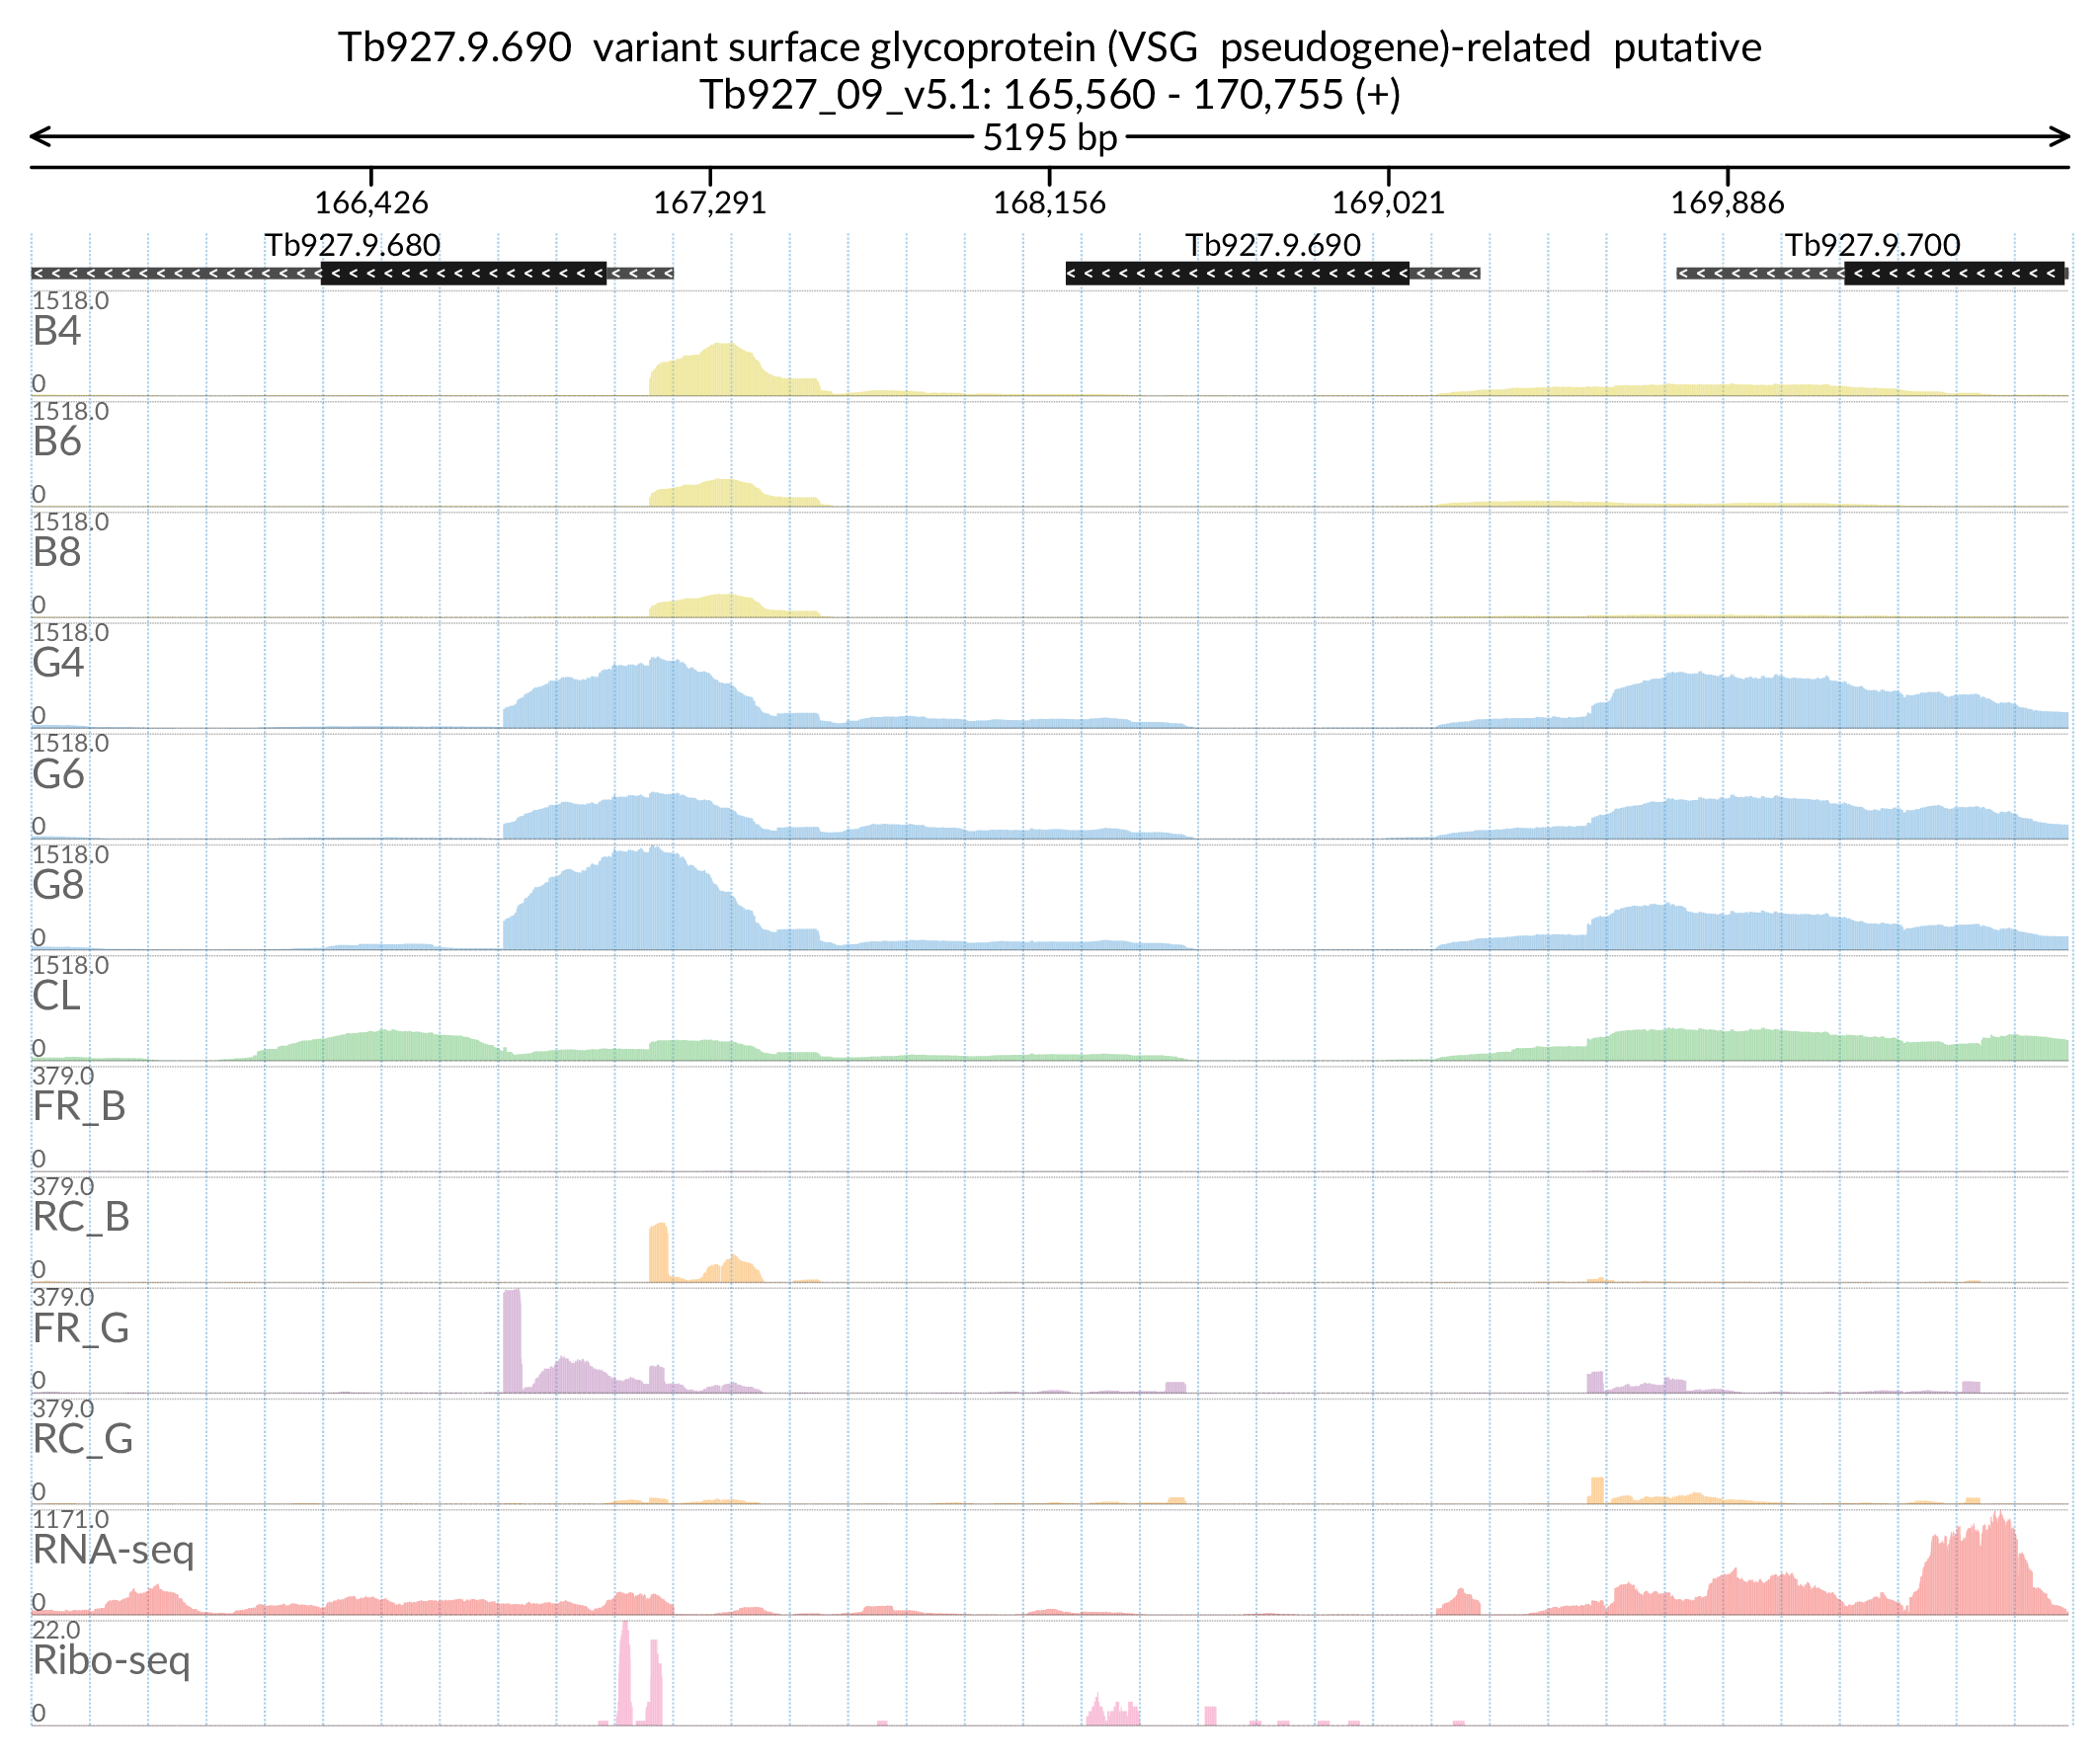 Tb927.9.690 variant surface glycoprotein (VSG pseudogene)-related putative
Tb927_09_v5.1: 165,560 - 170,755 (+)
5195 bp
166,426 167,291 168,156 169,021 169,886
Tb927.9.680 Tb927.9.690 Tb927.9.700
1518.0
B4
0
1518.0
B6
0
1518.0
B8
0
1518.0
G4
0
1518.0
G6
0
1518.0
G8
0
1518.0
CL
0
379.0
FR_B
0
379.0
RC_B
0
379.0
FR_G
0
379.0
RC_G
0
1171.0
RNA-seq
0
22.0
Ribo-seq
0